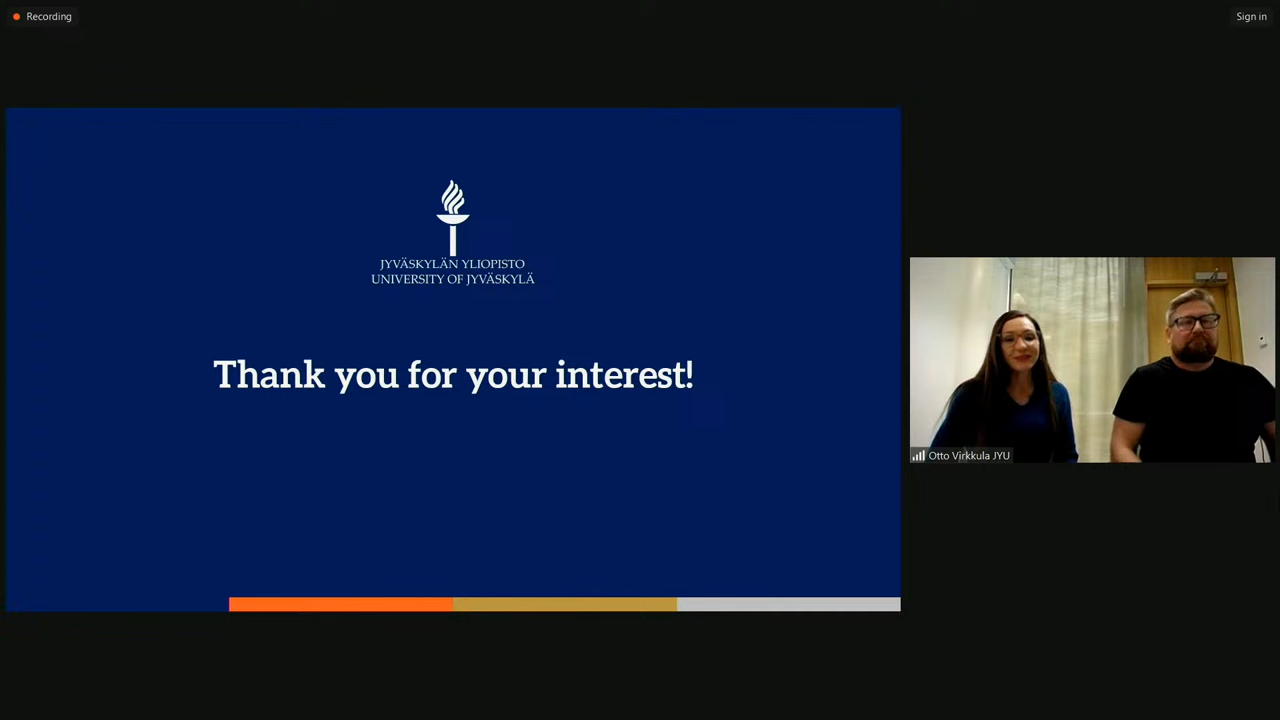 Recording
Sign in
JYVÄSKYLÄN YLIOPISTO
UNIVERSITY OF JYVÄSKYLÄ
Thank you for your interest!
Otto Virkkula JYU